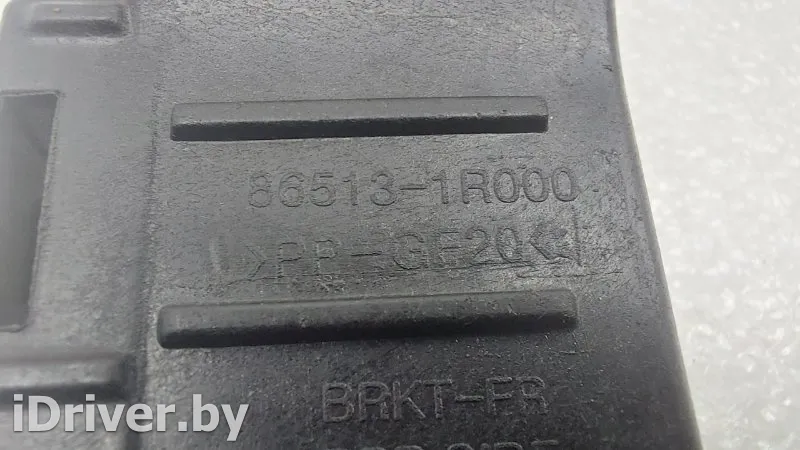 86513-1R000
>PP-GF20<
BRKT-FR
iDriver.by